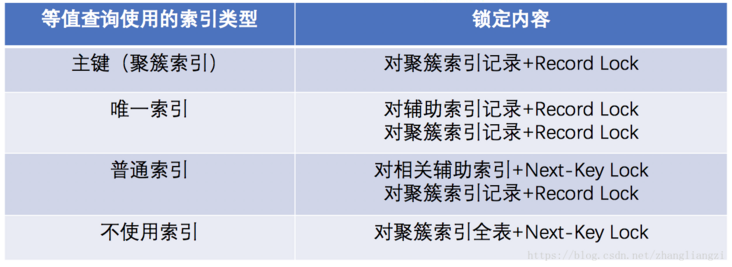 等值查询使用的索引类型 锁定内容
主键（聚簇索引） 对聚簇索引记录+Record Lock
唯一索引 对辅助索引记录+Record Lock
对聚簇索引记录+Record Lock
普通索引 对相关辅助索引+Next-Key Lock
对聚簇索引记录+Record Lock
不使用索引 对聚簇索引全表+Next-Key Lock
https://blog.csdn.net/zhangliangzi